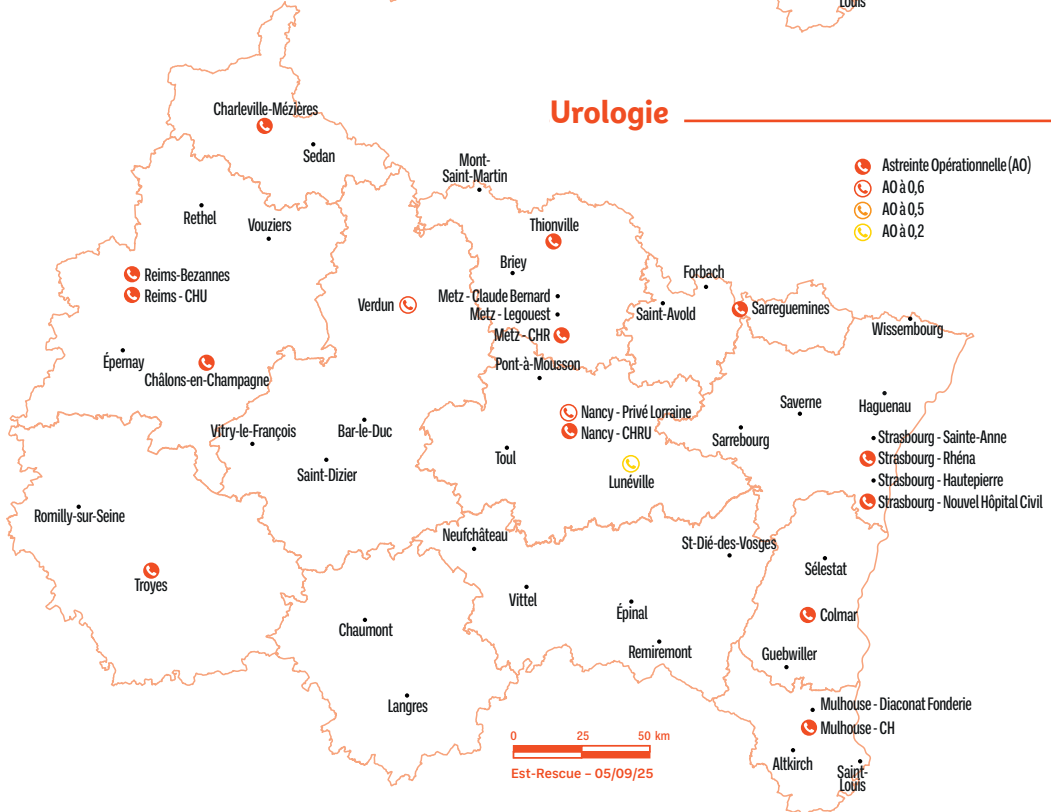 Louis
Urologie
Astreinte Opérationnelle (AO)
AO à 0,6
AO à 0,5
AO à 0,2
Charleville-Mézières
Sedan
Mont-
Saint-Martin
Rethel
Vouziers
Thionville
Briey
Forbach
Reims-Bezannes
Reims - CHU
Verdun
Metz - Claude Bernard
Metz - Legouest
Metz - CHR
Saint-Avold
Sarreguemines
Wissembourg
Épernay
Châlons-en-Champagne
Pont-à-Mousson
Vitry-le-François
Bar-le-Duc
Saint-Dizier
Nancy - Privé Lorraine
Nancy - CHRU
Toul
Lunéville
Saverne
Haguenau
Sarrebourg
Strasbourg - Sainte-Anne
Strasbourg - Rhéna
Strasbourg - Hautepierre
Strasbourg - Nouvel Hôpital Civil
Romilly-sur-Seine
Troyes
Neufchâteau
St-Dié-des-Vosges
Sélestat
Vittel
Épinal
Colmar
Chaumont
Remiremont
Guebwiller
Langres
Mulhouse - Diaconat Fonderie
Mulhouse - CH
Altkirch
Saint-
Louis
0 25 50 km
Est-Rescue – 05/09/25